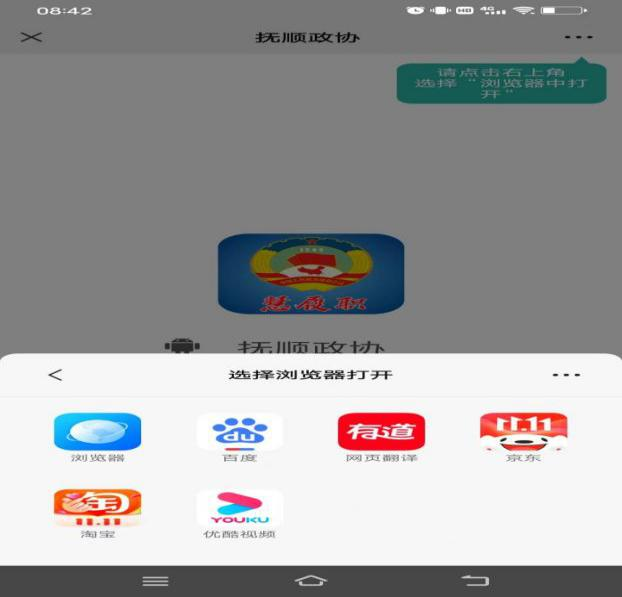 08:42
HD 4G
抚顺政协
请点击右上角
选择“浏览器中打
开”
慧履职
抚顺政协
选择浏览器打开
du
有道
11.11
浏览器
百度
网页翻译
京东
淘
11.11
YOUKU
淘宝
优酷视频